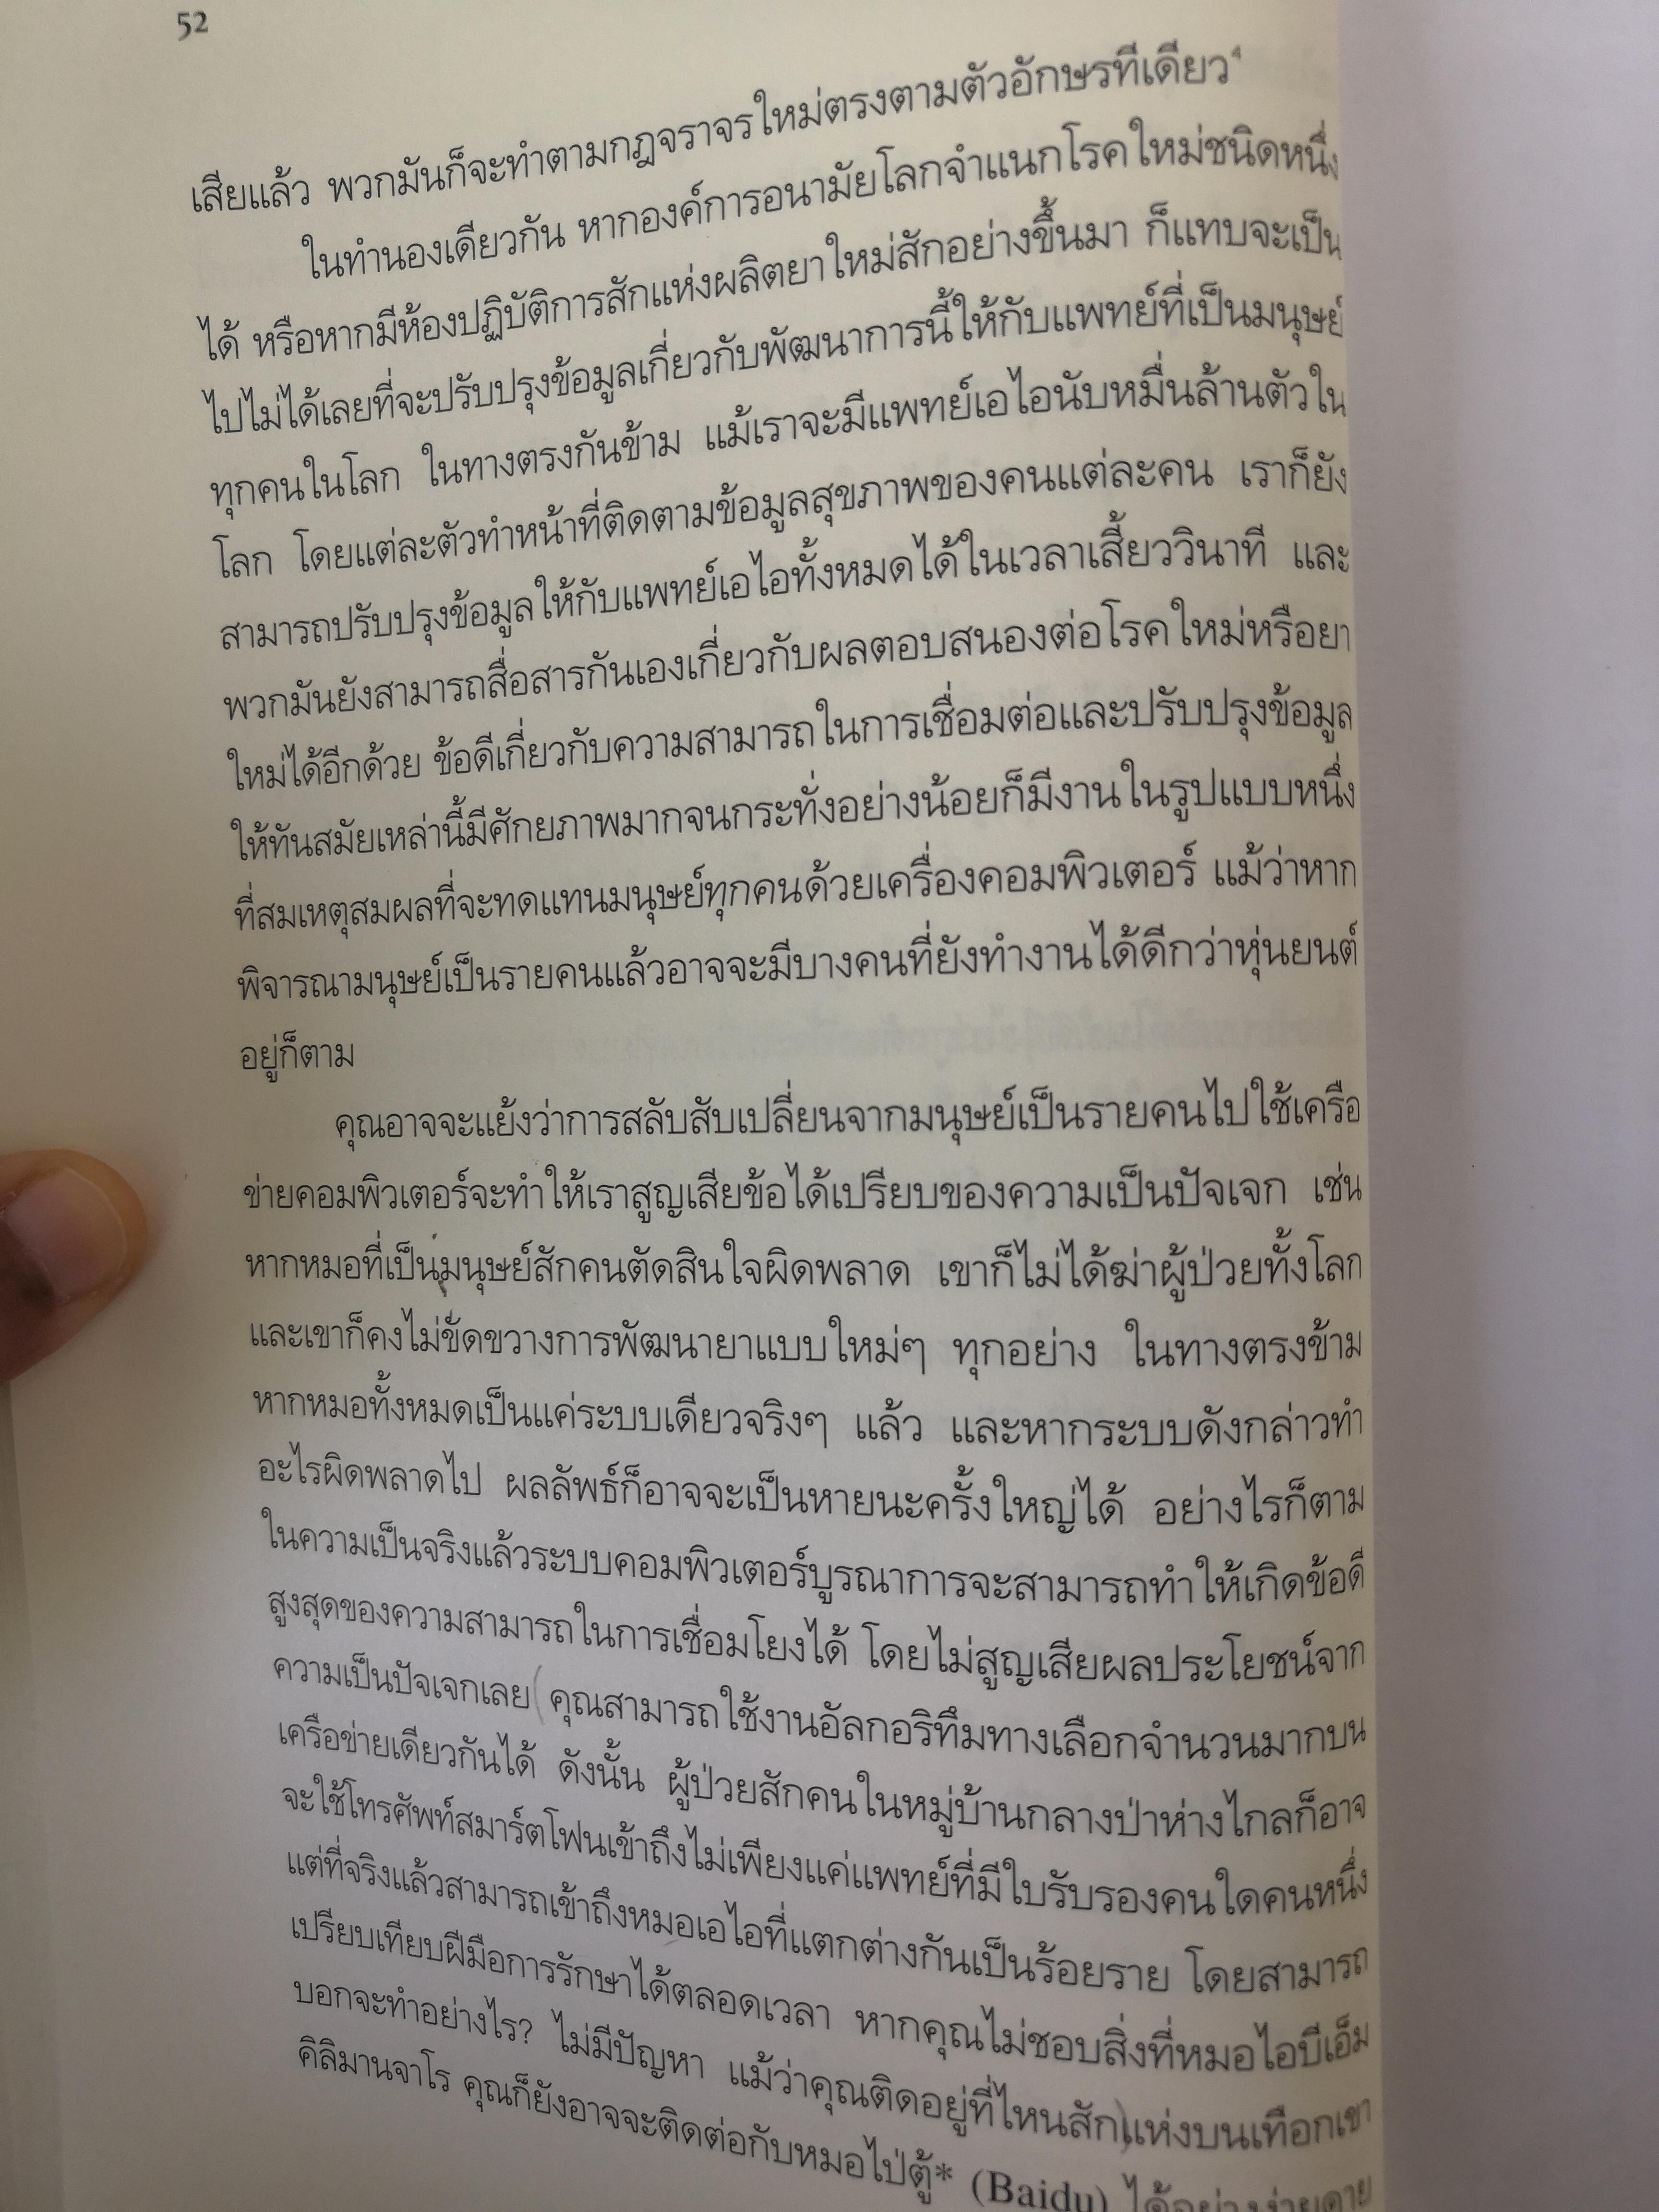 52
เสียแล้ว พวกมันก็จะทำตามกฎจราจรใหม่ตรงตามตัวอักษรทีเดียว⁴
ในทำนองเดียวกัน หากองค์การอนามัยโลกจำแนกโรคใหม่ชนิดหนึ่ง
ได้ หรือหากมีห้องปฏิบัติการสักแห่งผลิตยาใหม่สักอย่างขึ้นมา ก็แทบจะเป็น
ไปไม่ได้เลยที่จะปรับปรุงข้อมูลเกี่ยวกับพัฒนาการนี้ให้กับแพทย์ที่เป็นมนุษย์
ทุกคนในโลก ในทางตรงกันข้าม แม้เราจะมีแพทย์เอไอนับหมื่นล้านตัวใน
โลก โดยแต่ละตัวทำหน้าที่ติดตามข้อมูลสุขภาพของคนแต่ละคน เราก็ยัง
สามารถปรับปรุงข้อมูลให้กับแพทย์เอไอทั้งหมดได้ในเวลาเสี้ยววินาที และ
พวกมันยังสามารถสื่อสารกันเองเกี่ยวกับผลตอบสนองต่อโรคใหม่หรือยา
ใหม่ได้อีกด้วย ข้อดีเกี่ยวกับความสามารถในการเชื่อมต่อและปรับปรุงข้อมูล
ให้ทันสมัยเหล่านี้มีศักยภาพมากจนกระทั่งอย่างน้อยก็มีงานในรูปแบบหนึ่ง
ที่สมเหตุสมผลที่จะทดแทนมนุษย์ทุกคนด้วยเครื่องคอมพิวเตอร์ แม้ว่าหาก
พิจารณามนุษย์เป็นรายคนแล้วอาจจะมีบางคนที่ยังทำงานได้ดีกว่าหุ่นยนต์
อยู่ก็ตาม
คุณอาจจะแย้งว่าการสลับสับเปลี่ยนจากมนุษย์เป็นรายคนไปใช้เครือ
ข่ายคอมพิวเตอร์จะทำให้เราสูญเสียข้อได้เปรียบของความเป็นปัจเจก เช่น
หากหมอที่เป็นมนุษย์สักคนตัดสินใจผิดพลาด เขาก็ไม่ได้ฆ่าผู้ป่วยทั้งโลก
และเขาก็คงไม่ขัดขวางการพัฒนายาแบบใหม่ๆ ทุกอย่าง ในทางตรงข้าม
หากหมอทั้งหมดเป็นแค่ระบบเดียวจริงๆ แล้ว และหากระบบดังกล่าวทำ
อะไรผิดพลาดไป ผลลัพธ์ก็อาจจะเป็นหายนะครั้งใหญ่ได้ อย่างไรก็ตาม
ในความเป็นจริงแล้วระบบคอมพิวเตอร์บูรณาการจะสามารถทำให้เกิดข้อดี
สูงสุดของความสามารถในการเชื่อมโยงได้ โดยไม่สูญเสียผลประโยชน์จาก
ความเป็นปัจเจกเลย คุณสามารถใช้งานอัลกอริทึมทางเลือกจำนวนมากบน
เครือข่ายเดียวกันได้ ดังนั้น ผู้ป่วยสักคนในหมู่บ้านกลางป่าห่างไกลก็อาจ
จะใช้โทรศัพท์สมาร์ตโฟนเข้าถึงไม่เพียงแค่แพทย์ที่มีใบรับรองคนใดคนหนึ่ง
แต่ที่จริงแล้วสามารถเข้าถึงหมอเอไอที่แตกต่างกันเป็นร้อยราย โดยสามารถ
เปรียบเทียบฝีมือการรักษาได้ตลอดเวลา หากคุณไม่ชอบสิ่งที่หมอไอบีเอ็ม
บอกจะทำอย่างไร? ไม่มีปัญหา แม้ว่าคุณติดอยู่ที่ไหนสักแห่งบนเทือกเขา
คิลิมานจาโร คุณก็ยังอาจจะติดต่อกับหมอไป่ตู้* (Baidu) ได้อย่างง่ายดาย